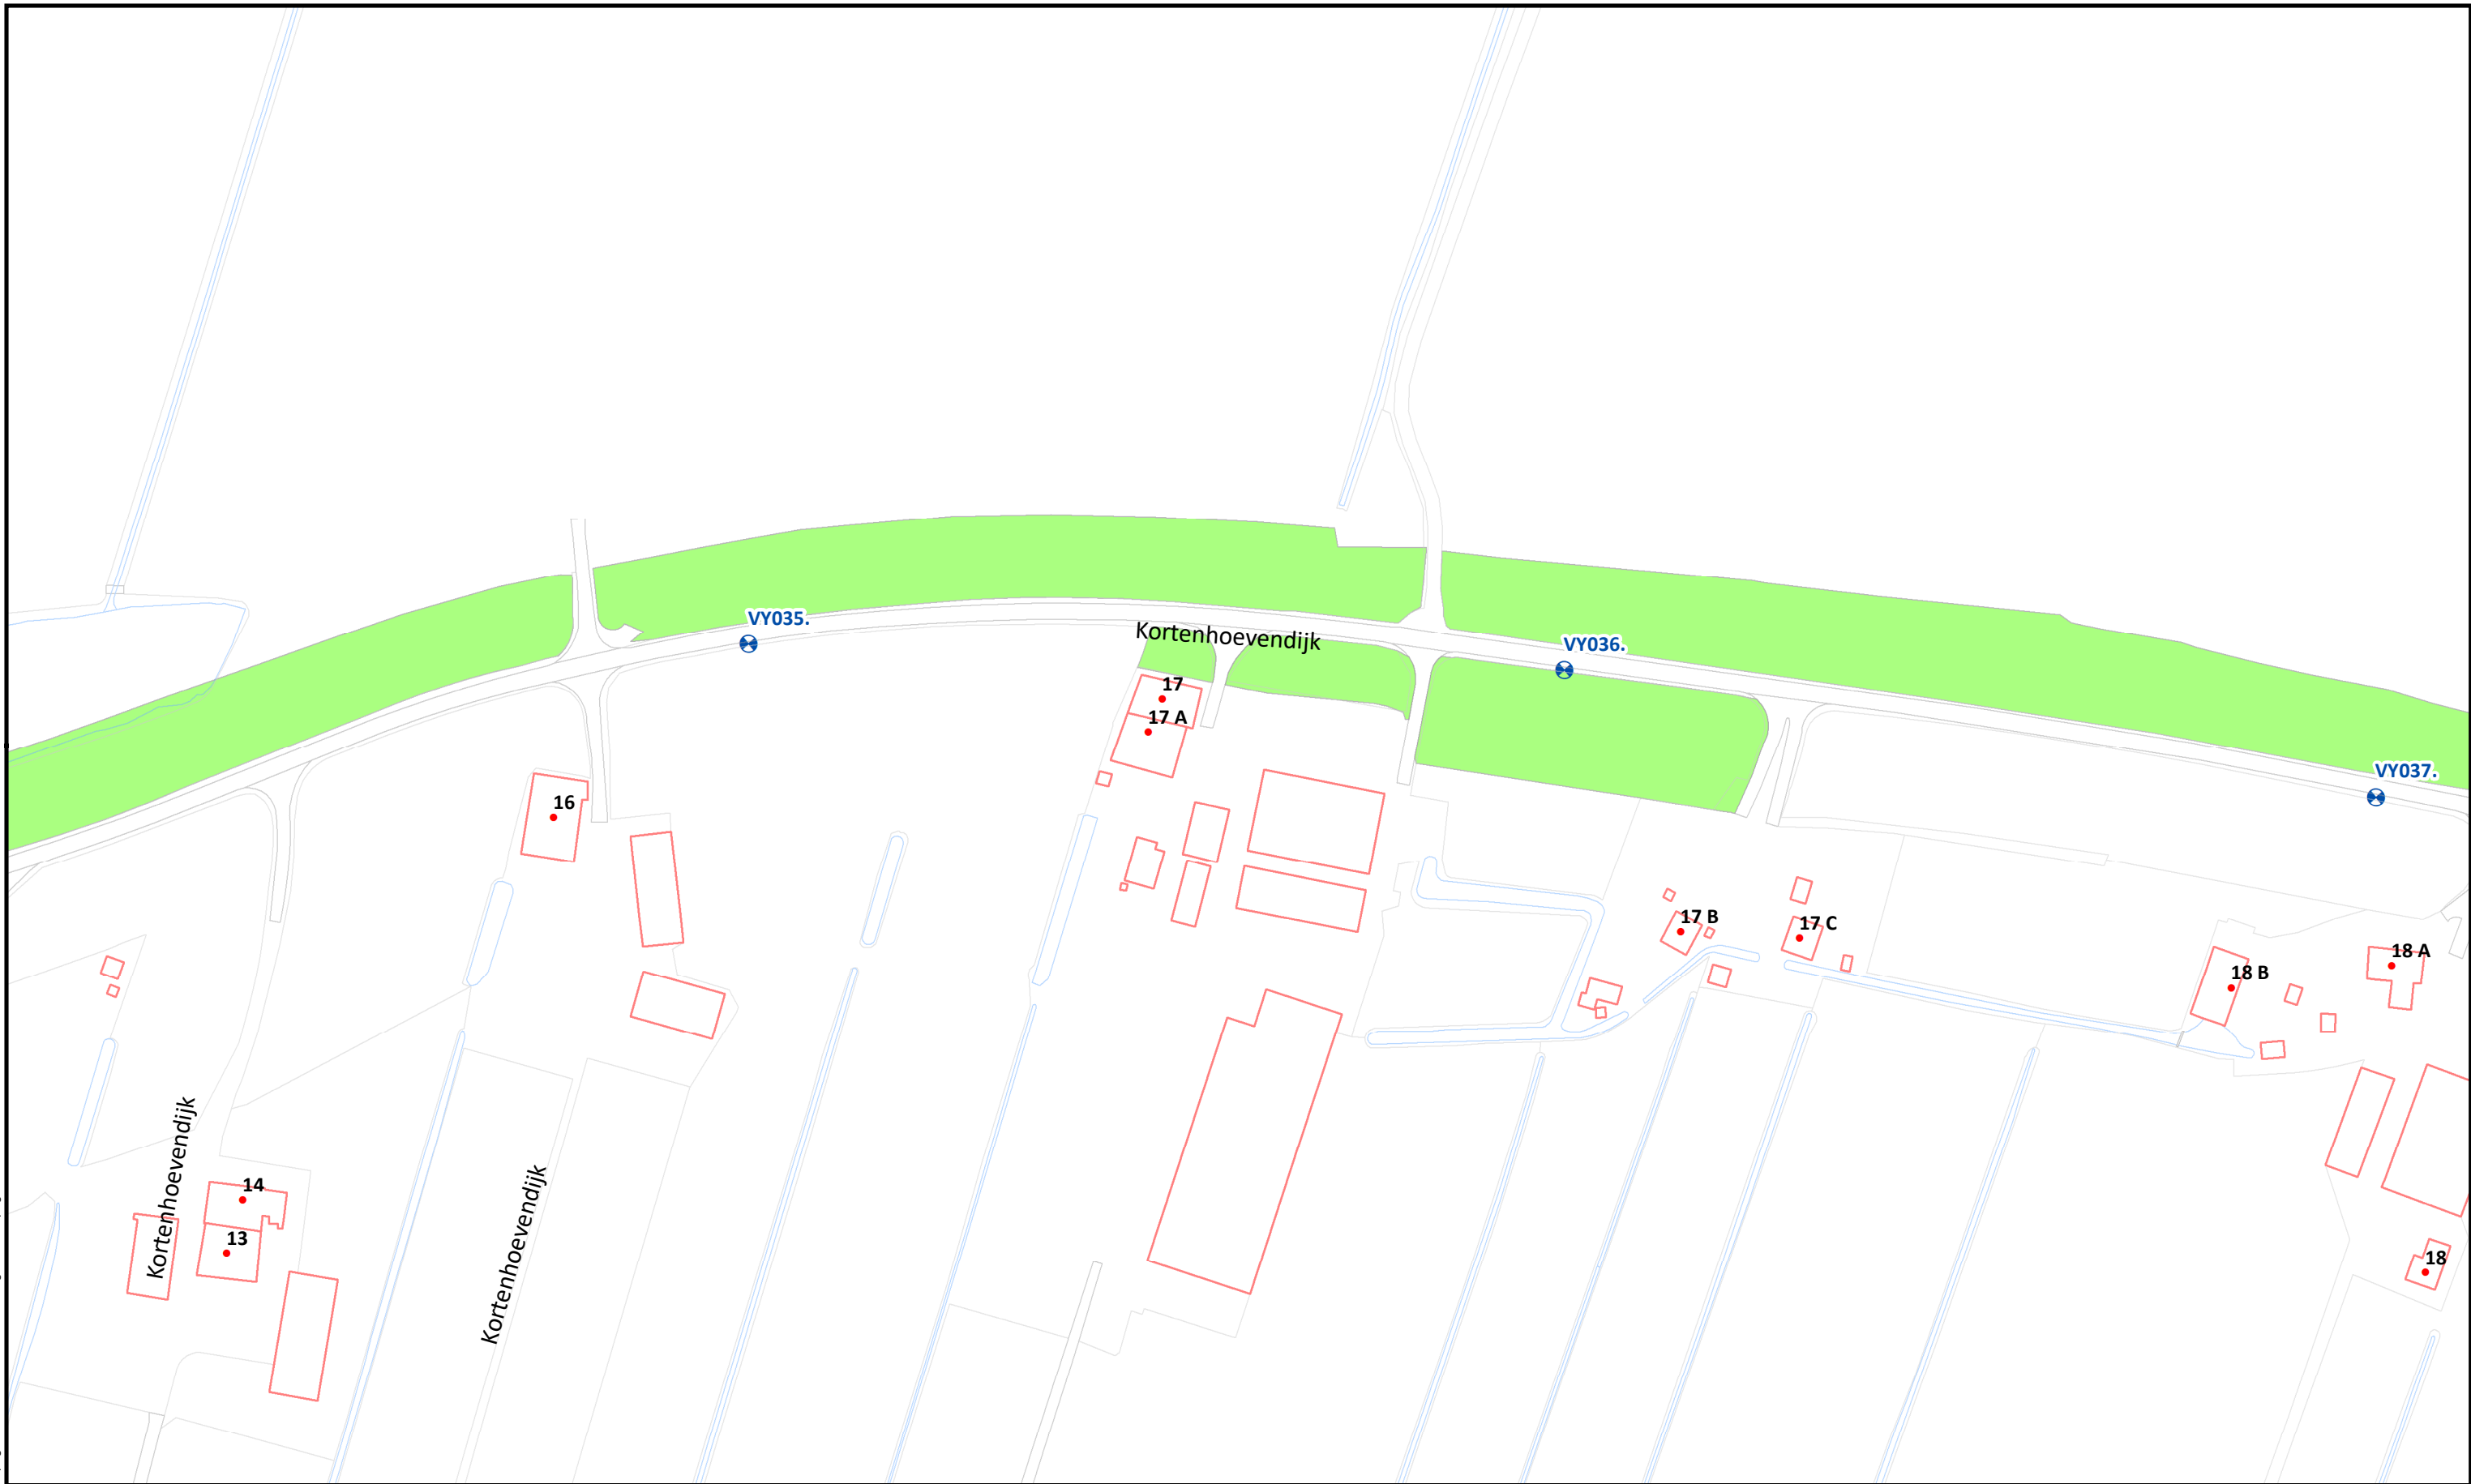 VY035.
Kortenhoevendijk
VY036.
17
17 A
VY037.
16
17 B
17 C
18 A
18 B
Kortenhoevendijk
14
13
Kortenhoevendijk
18